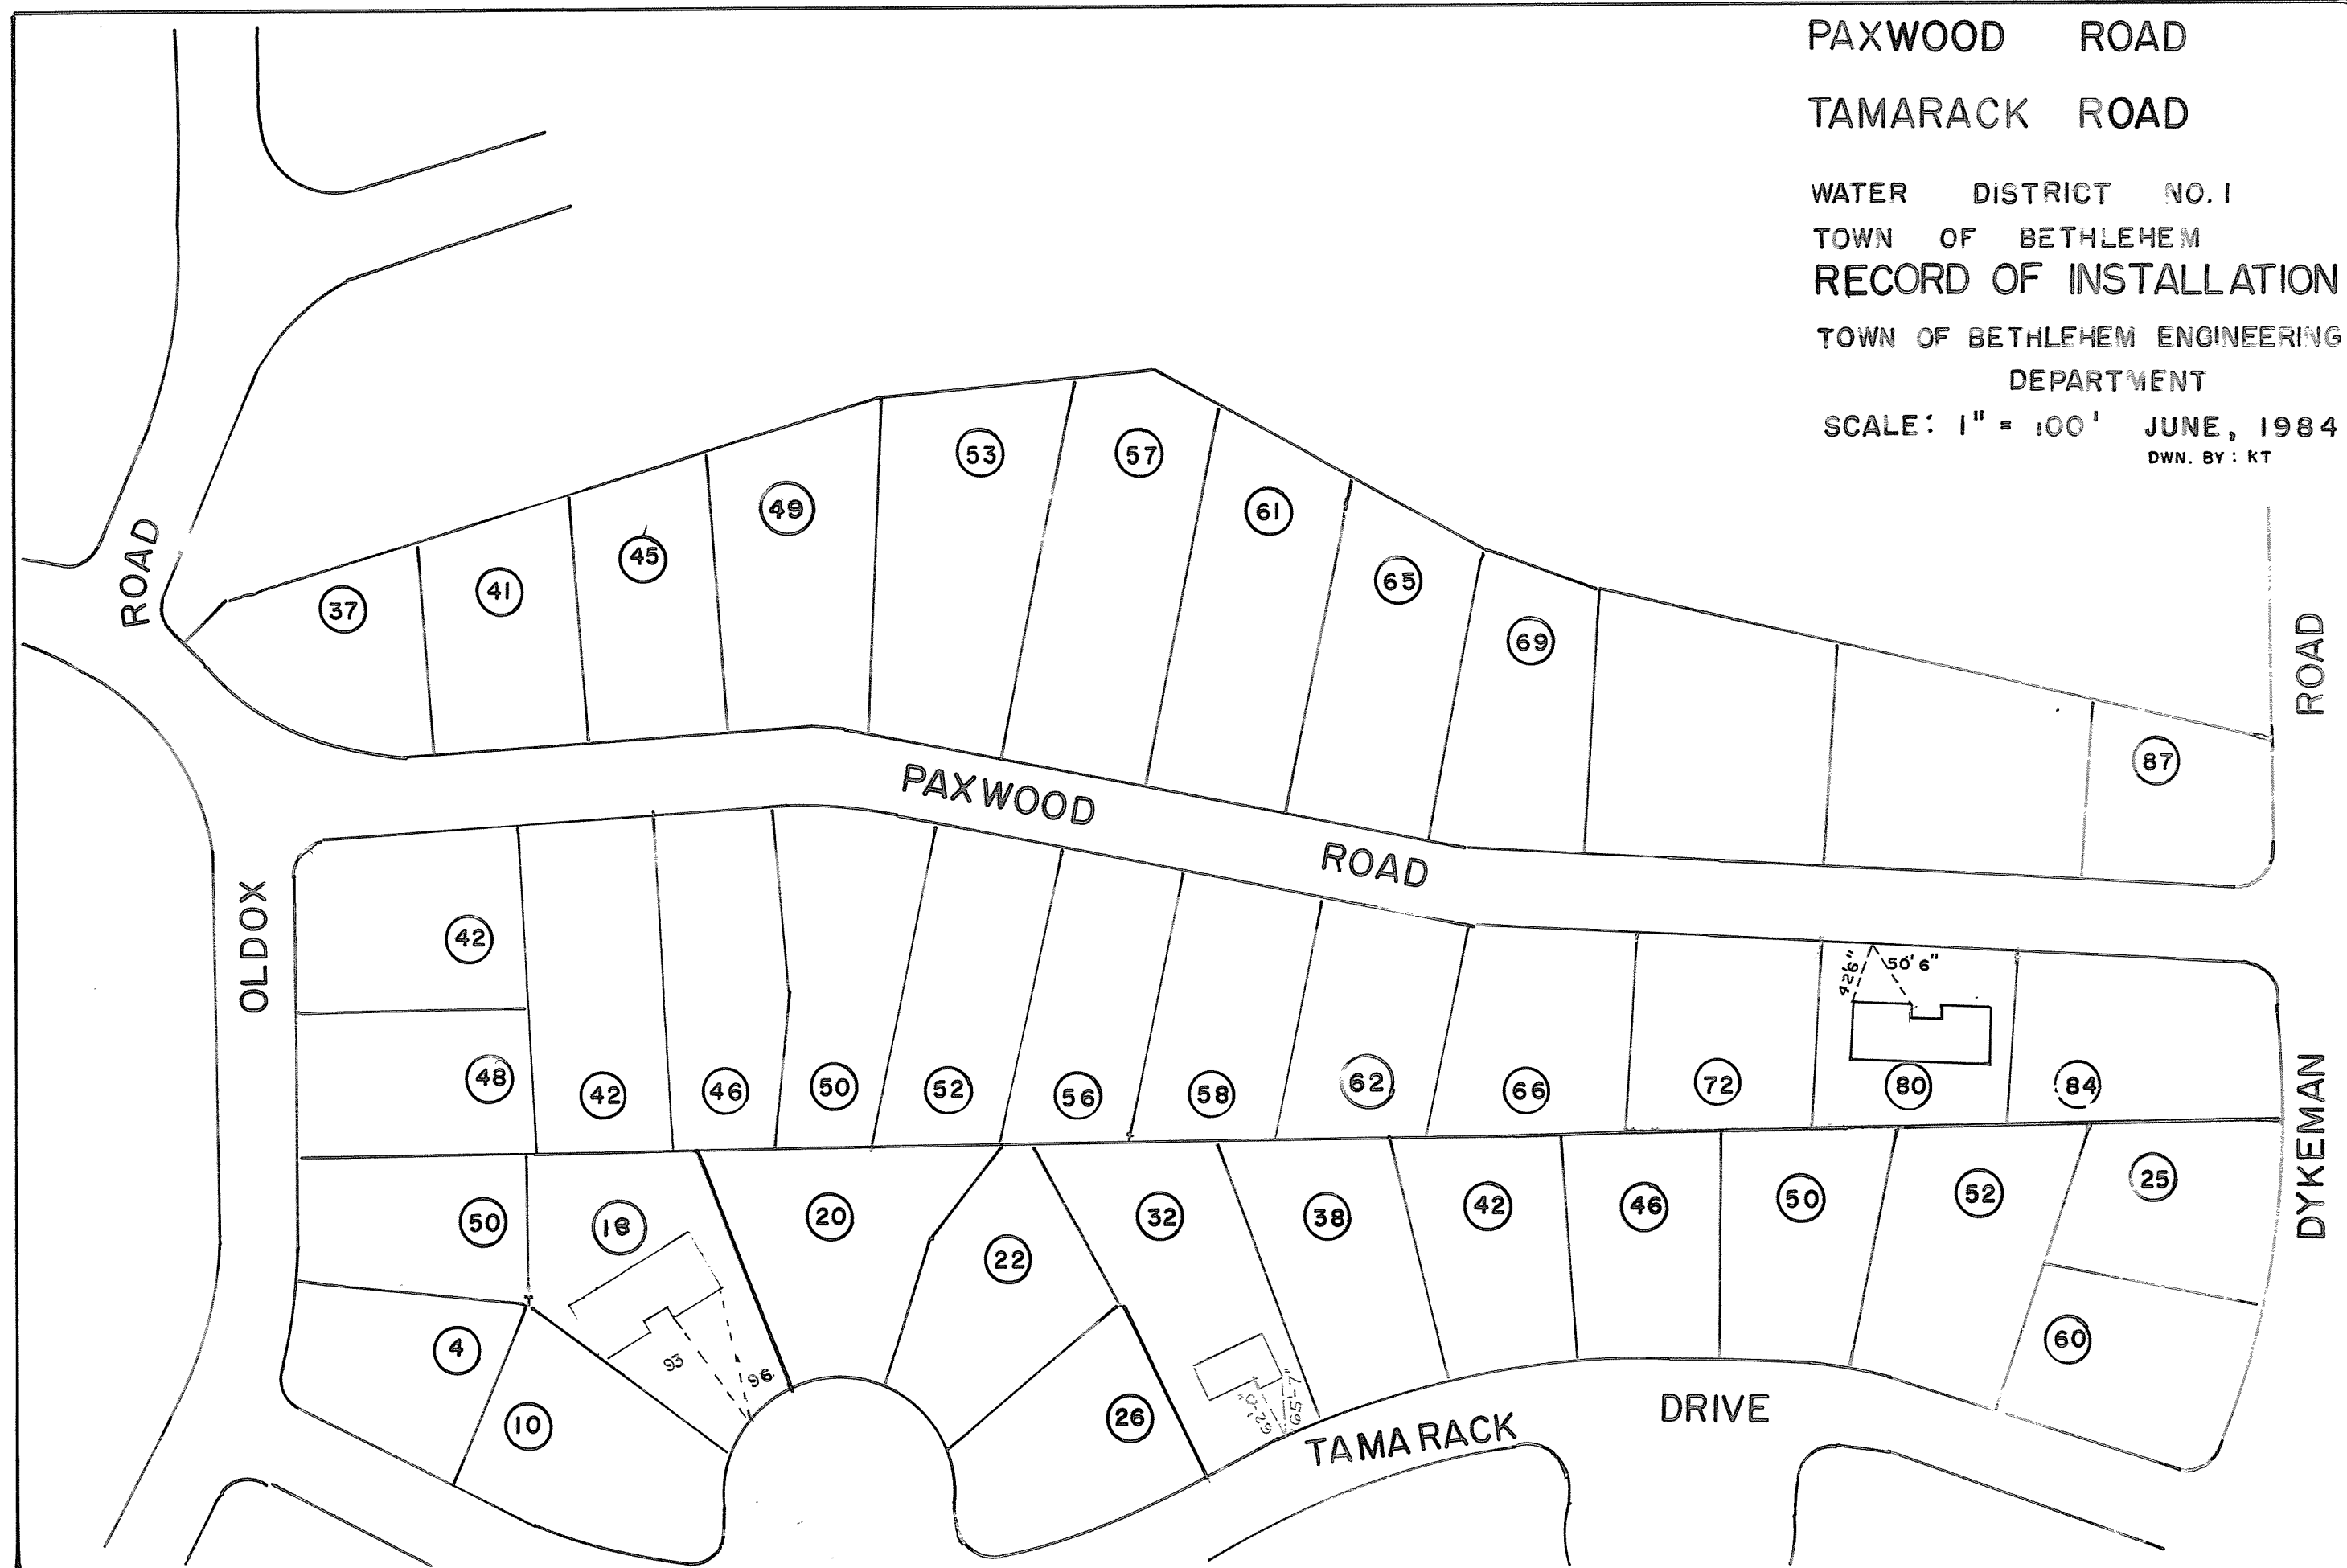 PAXWOOD ROAD
TAMARACK ROAD
WATER DISTRICT NO. 1
TOWN OF BETHLEHEM
RECORD OF INSTALLATION
TOWN OF BETHLEHEM ENGINEERING
DEPARTMENT
SCALE: 1" = 100' JUNE, 1984
DWN. BY: KT
53
57
49
61
45
65
41
37
69
ROAD
ROAD
87
PAXWOOD
ROAD
OLDOX
42
42'6"
50'6"
48
42
46
50
52
56
58
62
66
72
80
84
DYKEMAN
50
18
20
22
32
38
42
46
50
52
25
4
93
96
60
10
26
62'-0"
65'-7"
TAMARACK
DRIVE